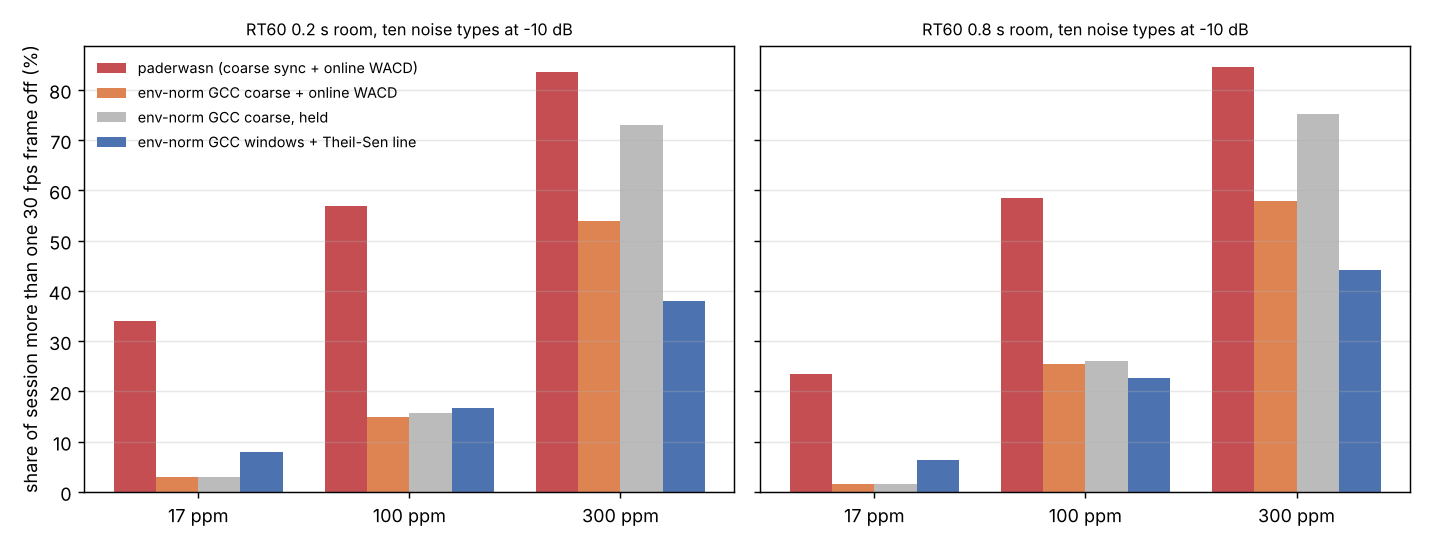 RT60 0.2 s room, ten noise types at -10 dB
share of session more than one 30 fps frame off (%)
paderwasn (coarse sync + online WACD)
env-norm GCC coarse + online WACD
env-norm GCC coarse, held
env-norm GCC windows + Theil-Sen line
80
70
60
50
40
30
20
10
0
17 ppm
100 ppm
300 ppm
RT60 0.8 s room, ten noise types at -10 dB
17 ppm
100 ppm
300 ppm